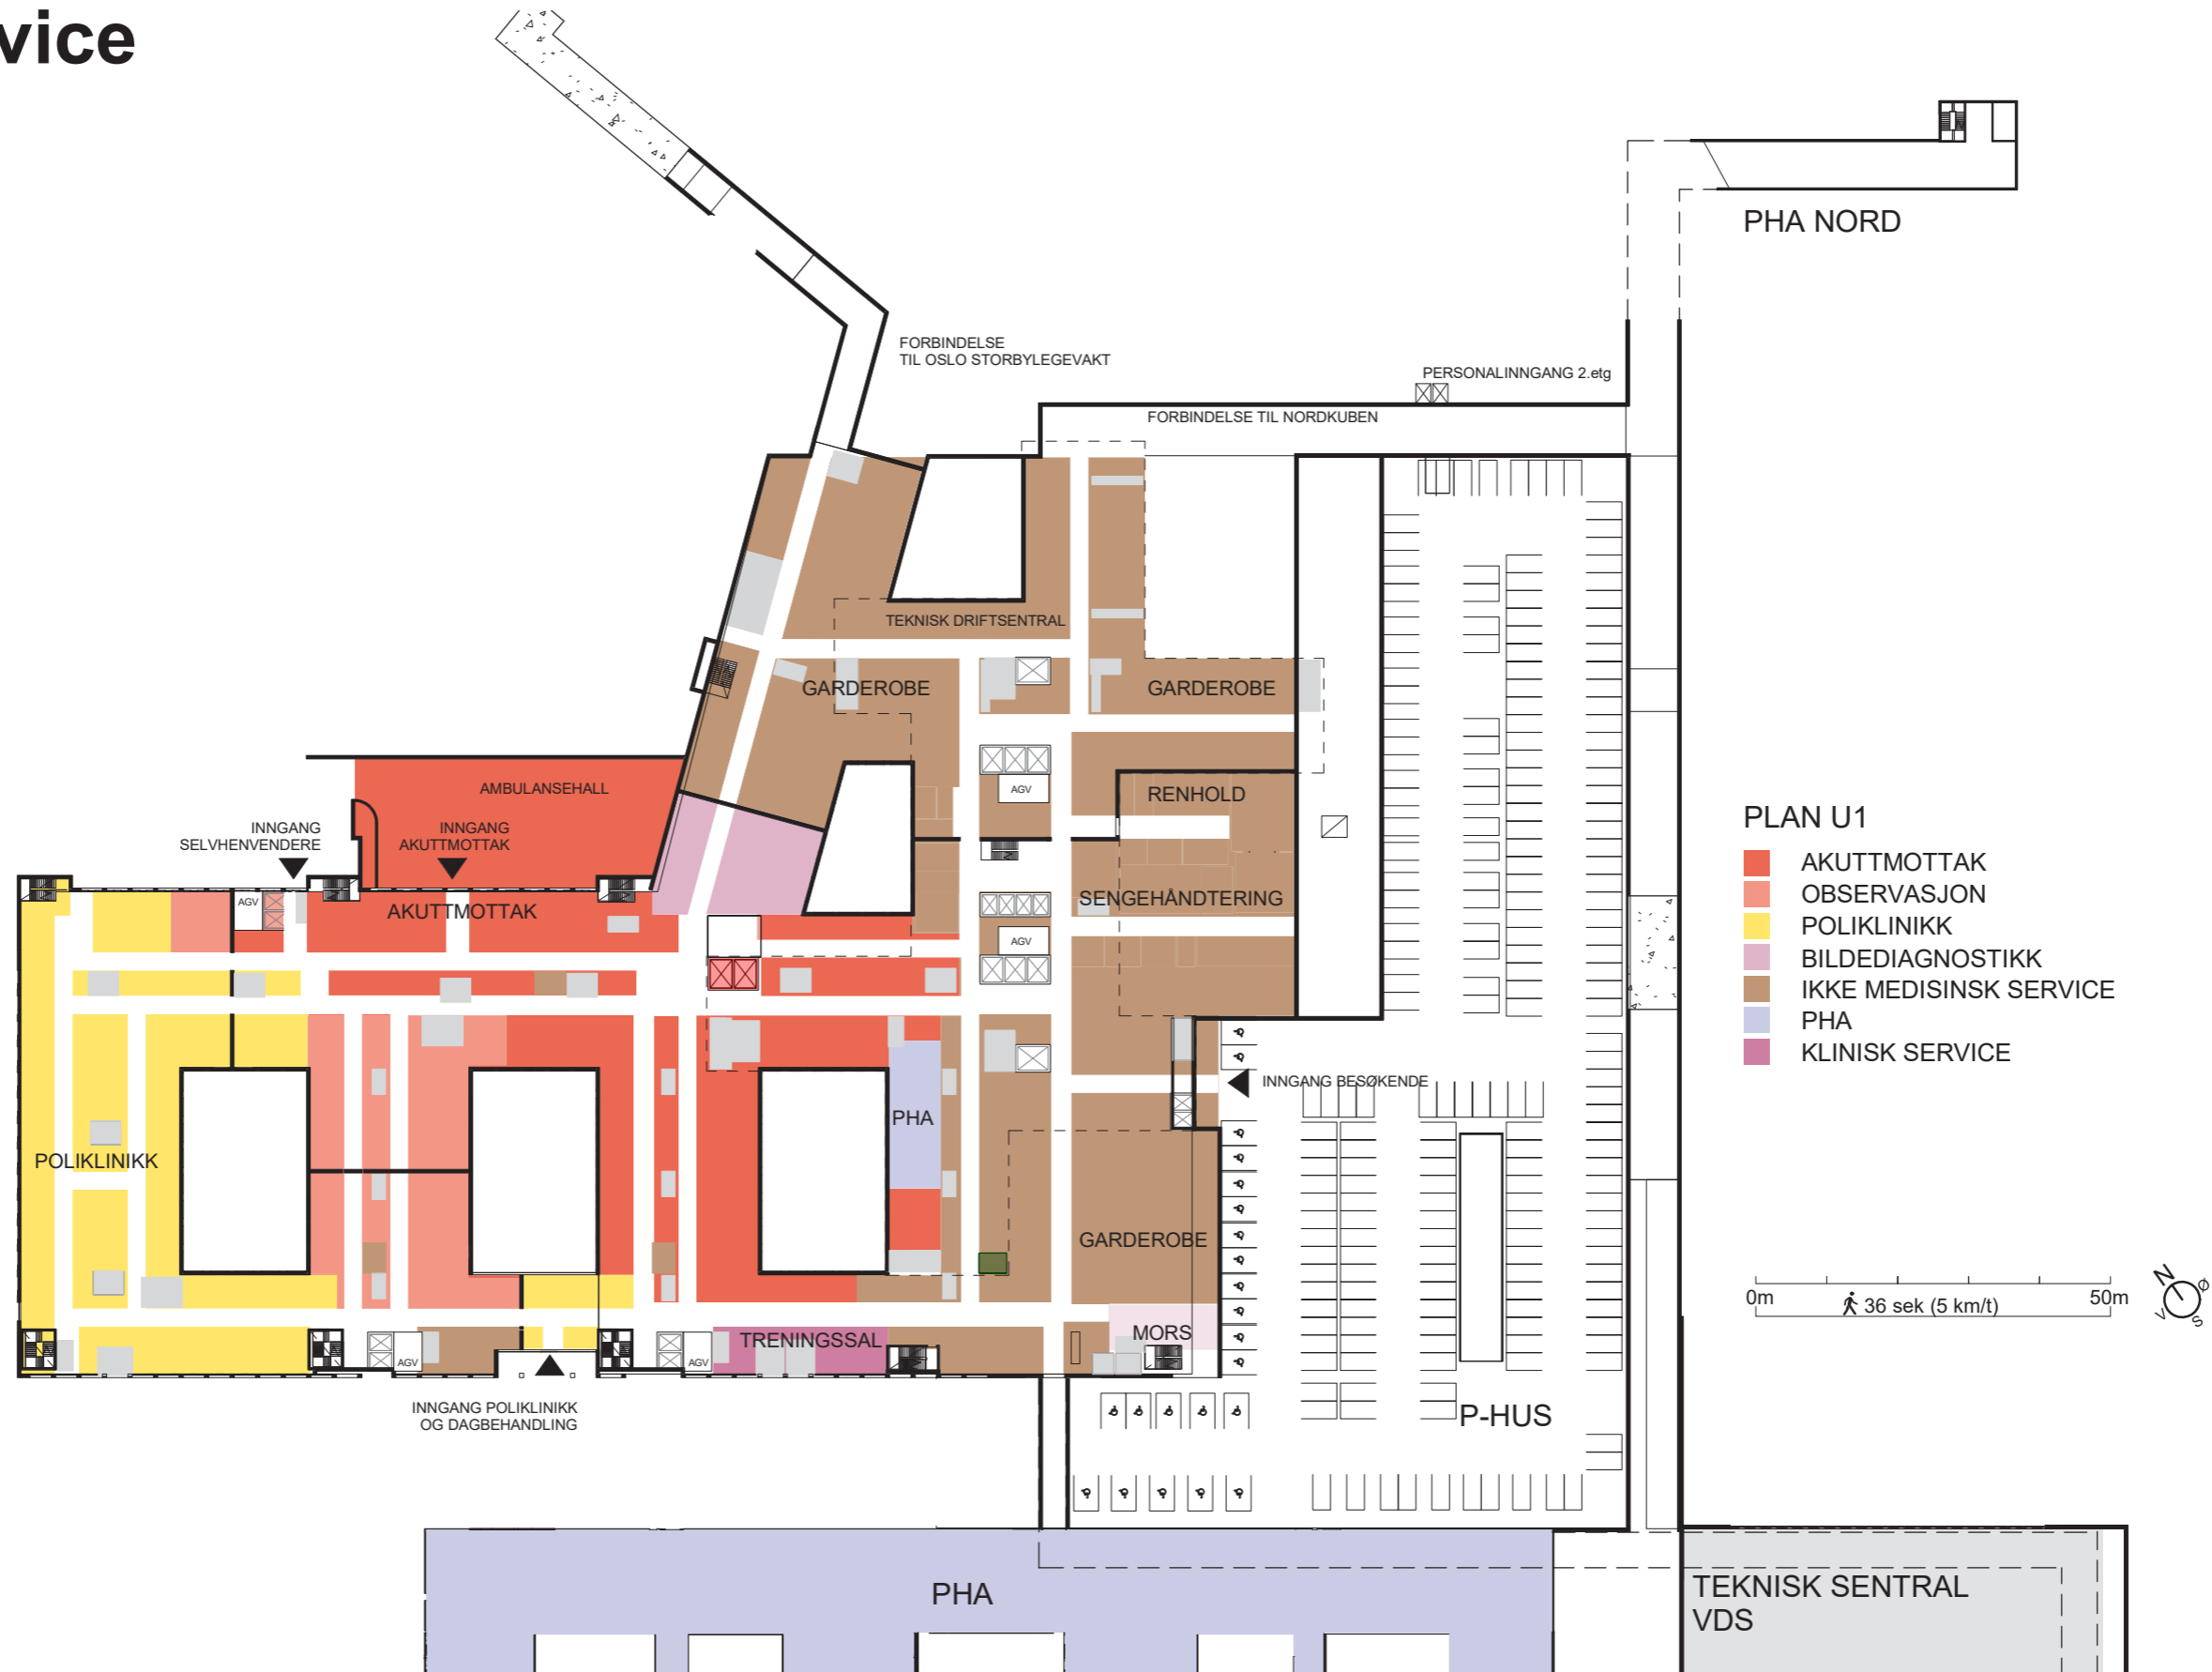 vice
PHA NORD
FORBINDELSE
TIL OSLO STORBYLEGEVAKT
PERSONALINNGANG 2.etg
FORBINDELSE TIL NORDKUBEN
TEKNISK DRIFTSENTRAL
GARDEROBE
GARDEROBE
AMBULANSEHALL
AGV
RENHOLD
INNGANG
SELVHENVENDERE
INNGANG
AKUTTMOTTAK
AGV
AKUTTMOTTAK
SENGEHÅNDTERING
AGV
PLAN U1
AKUTTMOTTAK
OBSERVASJON
POLIKLINIKK
BILDEDIAGNOSTIKK
IKKE MEDISINSK SERVICE
PHA
KLINISK SERVICE
INNGANG BESØKENDE
PHA
POLIKLINIKK
GARDEROBE
0m
36 sek (5 km/t)
50m
N
Ø
S
V
TRENINGSSAL
MORS
AGV
AGV
INNGANG POLIKLINIKK
OG DAGBEHANDLING
P-HUS
PHA
TEKNISK SENTRAL
VDS